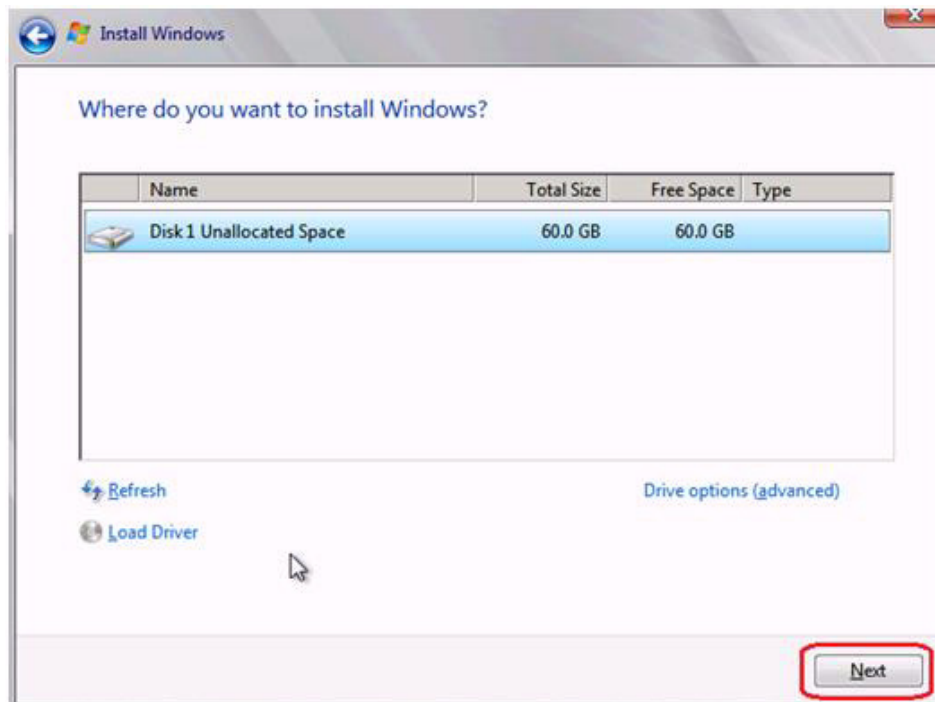 Install Windows
Where do you want to install Windows?
Name Total Size Free Space Type
Disk 1 Unallocated Space 60.0 GB 60.0 GB
Refresh Drive options (advanced)
Load Driver
Next